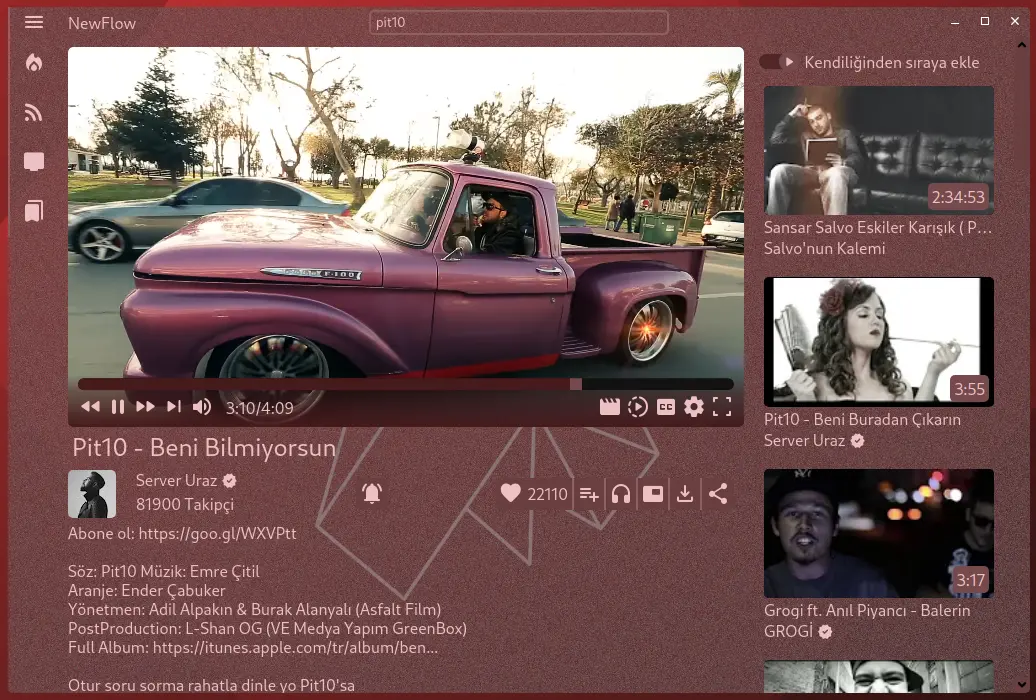 NewFlow
pit10
Kendiliğinden sıraya ekle
F-100
CC
3:10/4:09
Pit10 - Beni Bilmiyorsun
Server Uraz
81900 Takipçi
22110
Abone ol: https://goo.gl/WXVPtt
Söz: Pit10 Müzik: Emre Çitil
Aranje: Ender Çabuker
Yönetmen: Adil Alpakın & Burak Alanyalı (Asfalt Film)
PostProduction: L-Shan OG (VE Medya Yapım GreenBox)
Full Album: https://itunes.apple.com/tr/album/ben...
Otur soru sorma rahatla dinle yo Pit10'sa
2:34:53
Sansar Salvo Eskiler Karışık ( P…
Salvo'nun Kalemi
3:55
Pit10 - Beni Buradan Çıkarın
Server Uraz
3:17
Grogi ft. Anıl Piyancı - Balerin
GROGİ